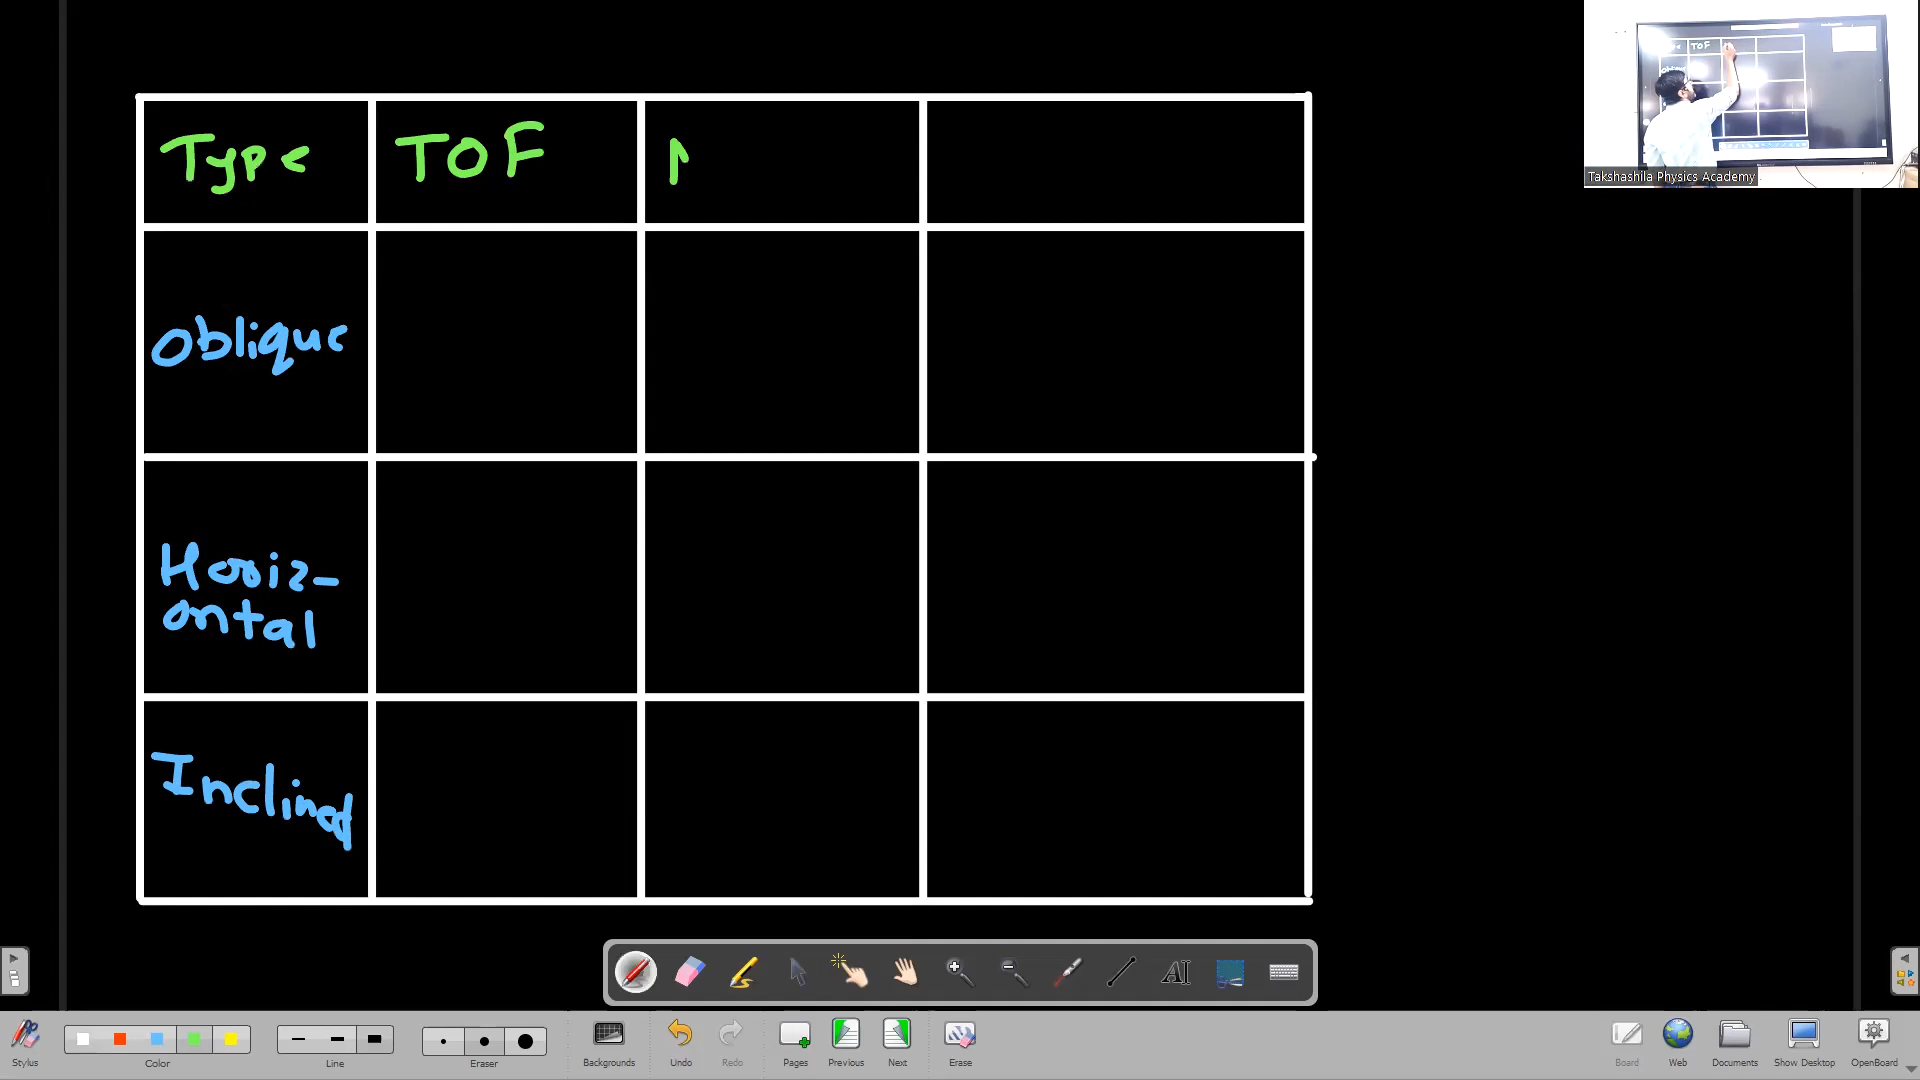 Type TOF
Oblique
Horiz-
ontal
Inclined
TOF
Takshashila Physics Academy
Stylus
Color
Line
Eraser
Backgrounds
Undo
Redo
Pages
Previous
Next
Erase
Board
Web
Documents
Show Desktop
OpenBoard